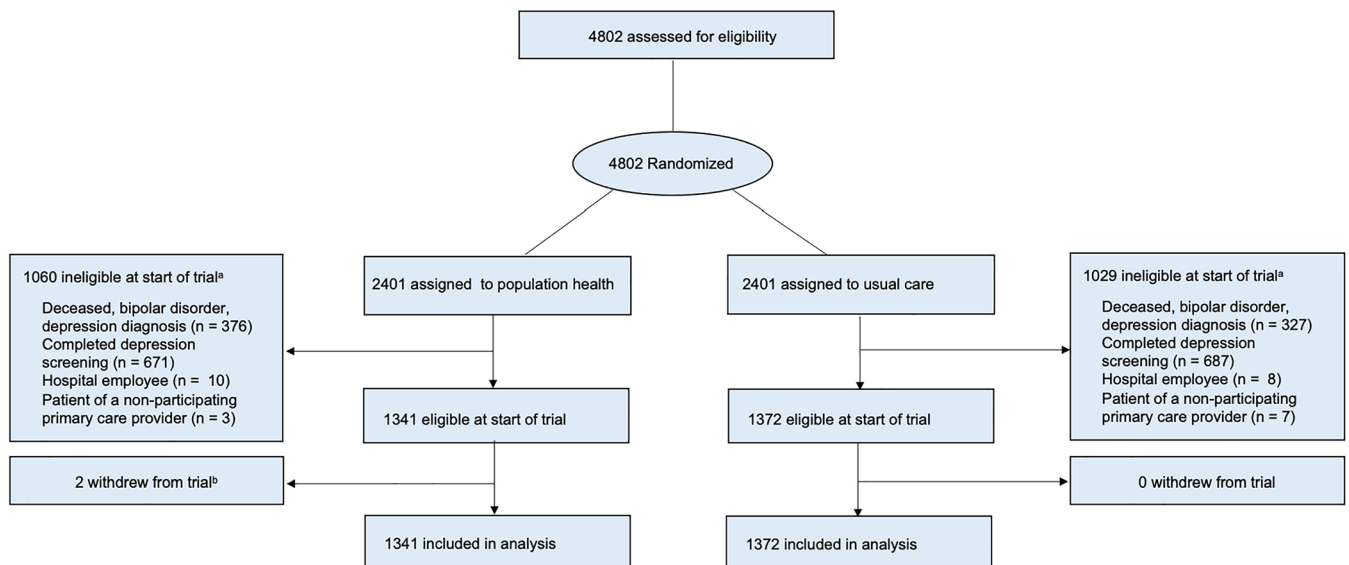 4802 assessed for eligibility
4802 Randomized
1060 ineligible at start of trialᵃ
Deceased, bipolar disorder,
depression diagnosis (n = 376)
Completed depression
screening (n = 671)
Hospital employee (n = 10)
Patient of a non-participating
primary care provider (n = 3)
2401 assigned to population health
2401 assigned to usual care
1029 ineligible at start of trialᵃ
Deceased, bipolar disorder,
depression diagnosis (n = 327)
Completed depression
screening (n = 687)
Hospital employee (n = 8)
Patient of a non-participating
primary care provider (n = 7)
1341 eligible at start of trial
1372 eligible at start of trial
2 withdrew from trialᵇ
0 withdrew from trial
1341 included in analysis
1372 included in analysis